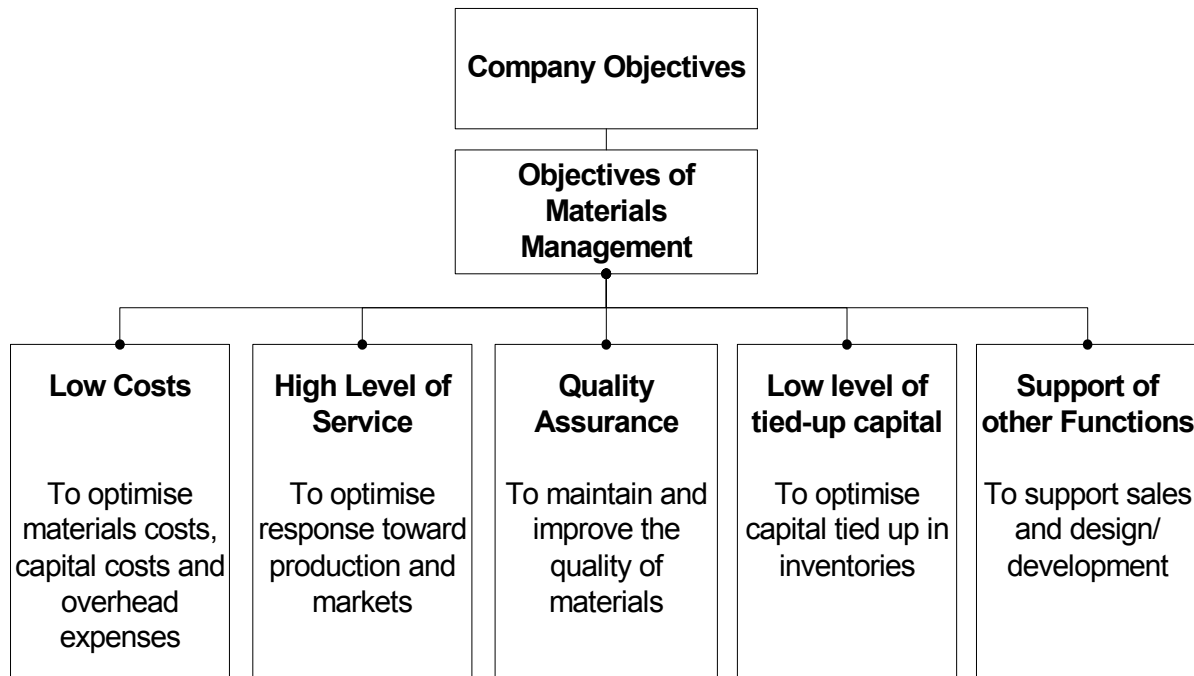 Company Objectives
Objectives of
Materials
Management
Low Costs
To optimise
materials costs,
capital costs and
overhead
expenses
High Level of
Service
To optimise
response toward
production and
markets
Quality
Assurance
To maintain and
improve the
quality of
materials
Low level of
tied-up capital
To optimise
capital tied up in
inventories
Support of
other Functions
To support sales
and design/
development